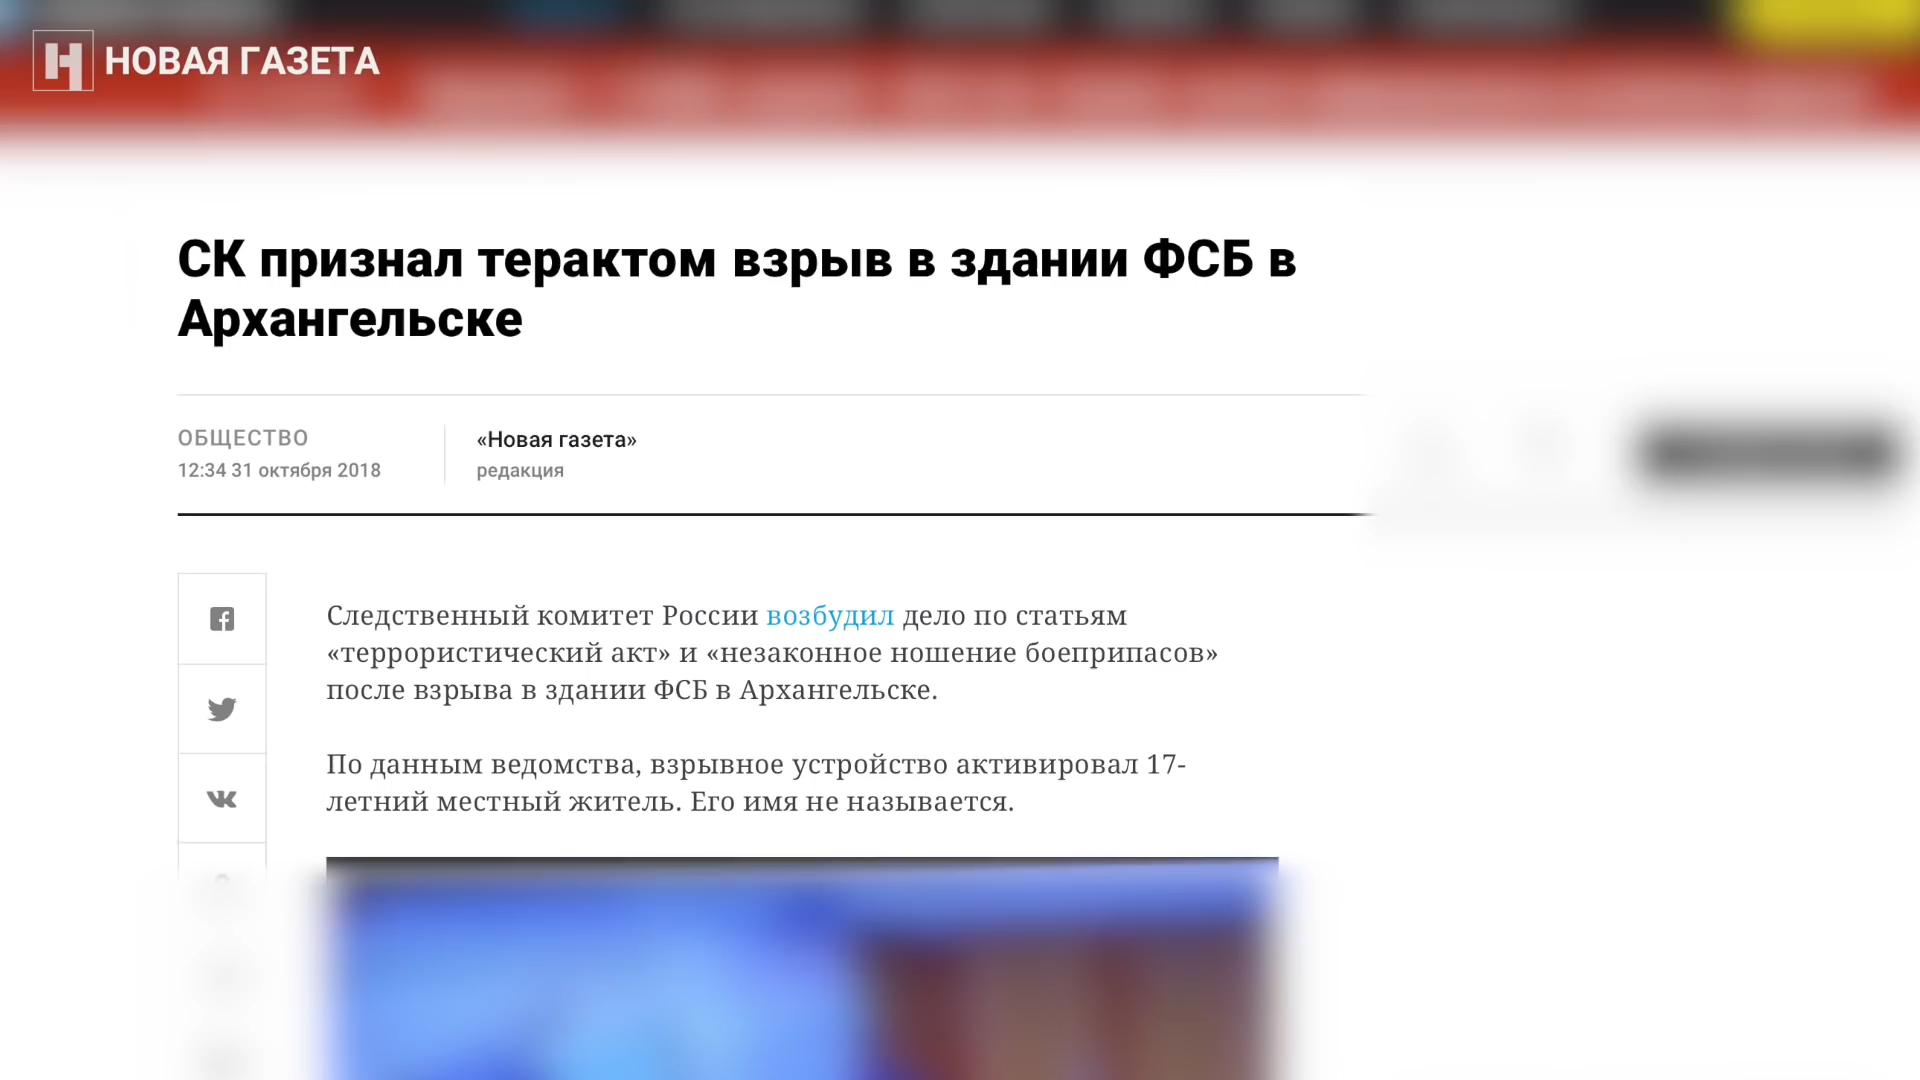 НОВАЯ ГАЗЕТА
СК признал терактом взрыв в здании ФСБ в
Архангельске
ОБЩЕСТВО
12:34 31 октября 2018
«Новая газета»
редакция
Следственный комитет России возбудил дело по статьям
«террористический акт» и «незаконное ношение боеприпасов»
после взрыва в здании ФСБ в Архангельске.
По данным ведомства, взрывное устройство активировал 17-
летний местный житель. Его имя не называется.